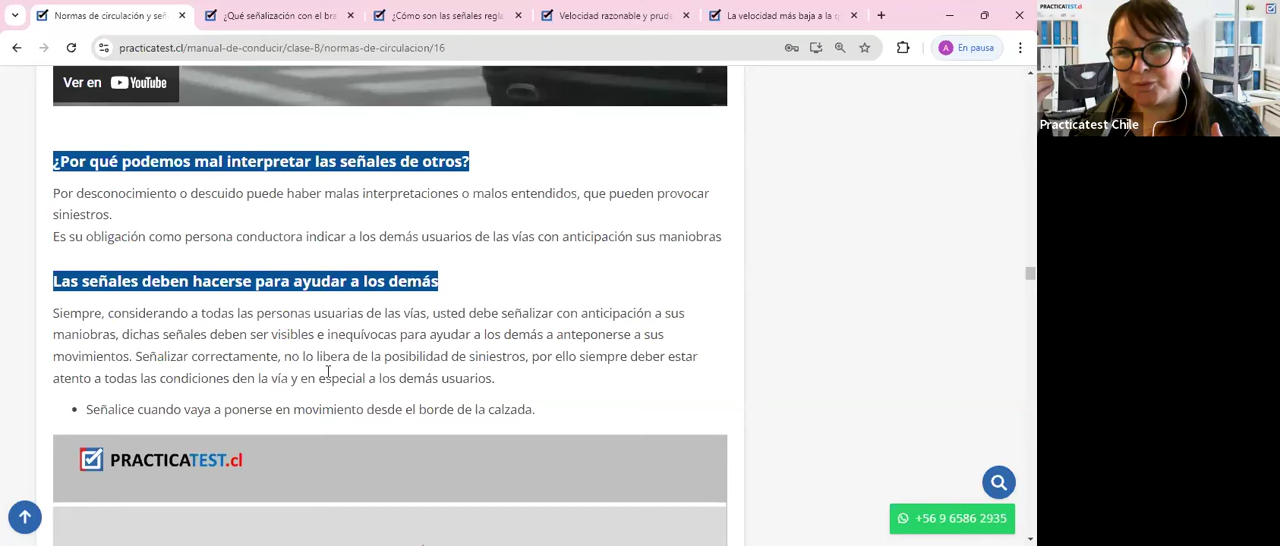 Normas de circulación y señ
¿Qué señalización con el bra
¿Cómo son las señales regla
Velocidad razonable y prude
La velocidad más baja a la q
practicatest.cl/manual-de-conducir/clase-B/normas-de-circulacion/16
A
En pausa
PRACTICATEST.cl
Practicatest Chile
Ver en YouTube
¿Por qué podemos mal interpretar las señales de otros?
Por desconocimiento o descuido puede haber malas interpretaciones o malos entendidos, que pueden provocar
siniestros.
Es su obligación como persona conductora indicar a los demás usuarios de las vías con anticipación sus maniobras
Las señales deben hacerse para ayudar a los demás
Siempre, considerando a todas las personas usuarias de las vías, usted debe señalizar con anticipación a sus
maniobras, dichas señales deben ser visibles e inequívocas para ayudar a los demás a anteponerse a sus
movimientos. Señalizar correctamente, no lo libera de la posibilidad de siniestros, por ello siempre deber estar
atento a todas las condiciones den la vía y en especial a los demás usuarios.
• Señalice cuando vaya a ponerse en movimiento desde el borde de la calzada.
PRACTICATEST.cl
+56 9 6586 2935